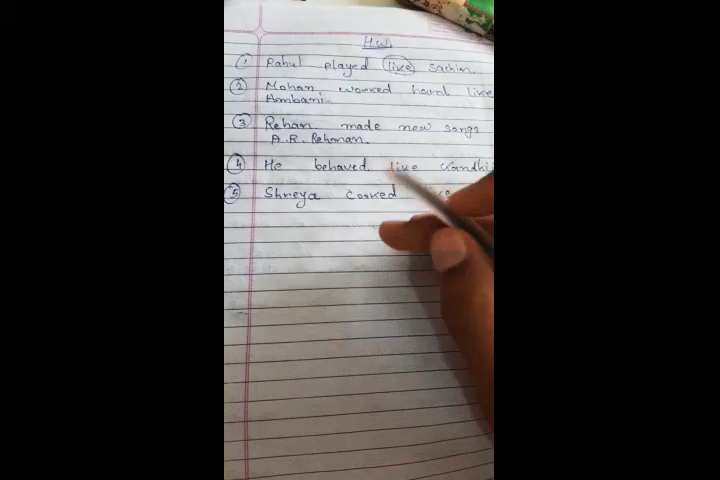 H.W.
1 Rahul played like Sachin.
2 Mohan worked hard like
Ambani.
3 Rehan made new songs
A.R. Rehman.
4 He behaved like Gandhi
5 Shreya cooked